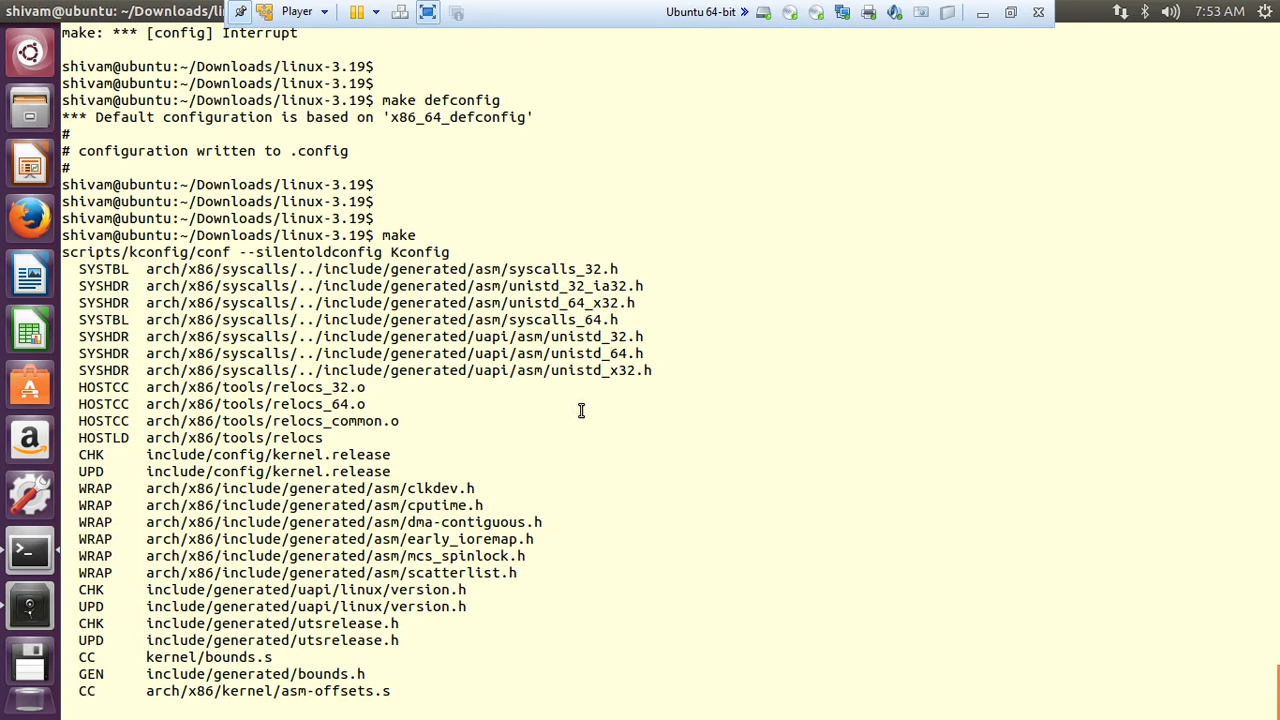 shivam@ubuntu: ~/Downloads/li
Player
Ubuntu 64-bit
7:53 AM
make: *** [config] Interrupt
shivam@ubuntu:~/Downloads/linux-3.19$
shivam@ubuntu:~/Downloads/linux-3.19$
shivam@ubuntu:~/Downloads/linux-3.19$ make defconfig
*** Default configuration is based on 'x86_64_defconfig'
#
# configuration written to .config
#
shivam@ubuntu:~/Downloads/linux-3.19$
shivam@ubuntu:~/Downloads/linux-3.19$
shivam@ubuntu:~/Downloads/linux-3.19$
shivam@ubuntu:~/Downloads/linux-3.19$ make
scripts/kconfig/conf --silentoldconfig Kconfig
SYSTBL arch/x86/syscalls/../include/generated/asm/syscalls_32.h
SYSHDR arch/x86/syscalls/../include/generated/asm/unistd_32_ia32.h
SYSHDR arch/x86/syscalls/../include/generated/asm/unistd_64_x32.h
SYSTBL arch/x86/syscalls/../include/generated/asm/syscalls_64.h
SYSHDR arch/x86/syscalls/../include/generated/uapi/asm/unistd_32.h
SYSHDR arch/x86/syscalls/../include/generated/uapi/asm/unistd_64.h
SYSHDR arch/x86/syscalls/../include/generated/uapi/asm/unistd_x32.h
HOSTCC arch/x86/tools/relocs_32.o
HOSTCC arch/x86/tools/relocs_64.o
HOSTCC arch/x86/tools/relocs_common.o
HOSTLD arch/x86/tools/relocs
CHK include/config/kernel.release
UPD include/config/kernel.release
WRAP arch/x86/include/generated/asm/clkdev.h
WRAP arch/x86/include/generated/asm/cputime.h
WRAP arch/x86/include/generated/asm/dma-contiguous.h
WRAP arch/x86/include/generated/asm/early_ioremap.h
WRAP arch/x86/include/generated/asm/mcs_spinlock.h
WRAP arch/x86/include/generated/asm/scatterlist.h
CHK include/generated/uapi/linux/version.h
UPD include/generated/uapi/linux/version.h
CHK include/generated/utsrelease.h
UPD include/generated/utsrelease.h
CC kernel/bounds.s
GEN include/generated/bounds.h
CC arch/x86/kernel/asm-offsets.s